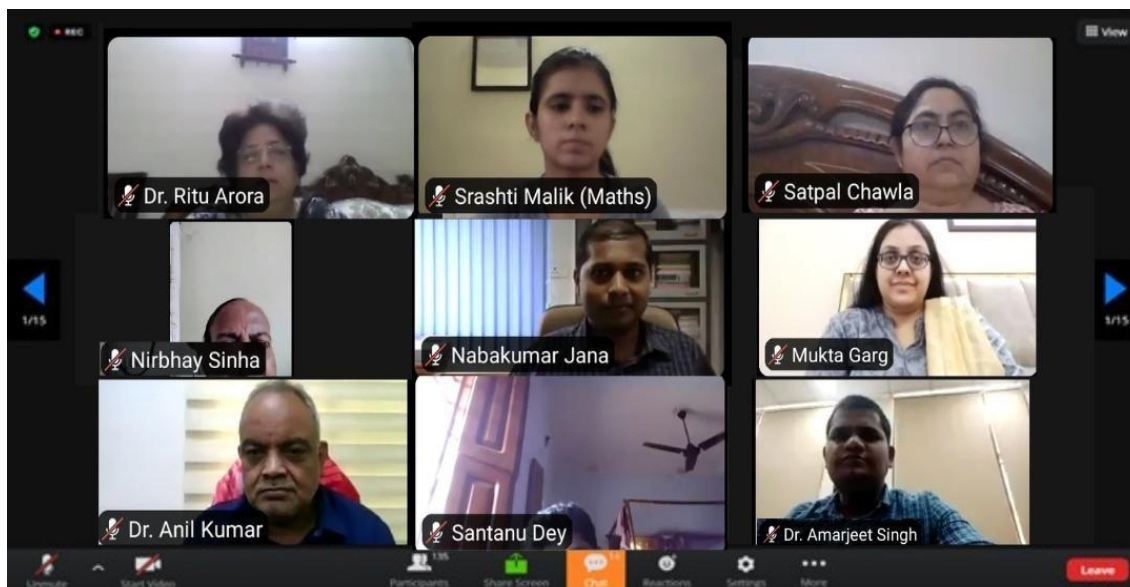 REC
View
Dr. Ritu Arora
Srashti Malik (Maths)
Satpal Chawla
1/15
1/15
Nirbhay Sinha
Nabakumar Jana
Mukta Garg
Dr. Anil Kumar
Santanu Dey
Dr. Amarjeet Singh
Unmute
Start Video
Participants
135
Share Screen
Chat
Reactions
Settings
More
Leave